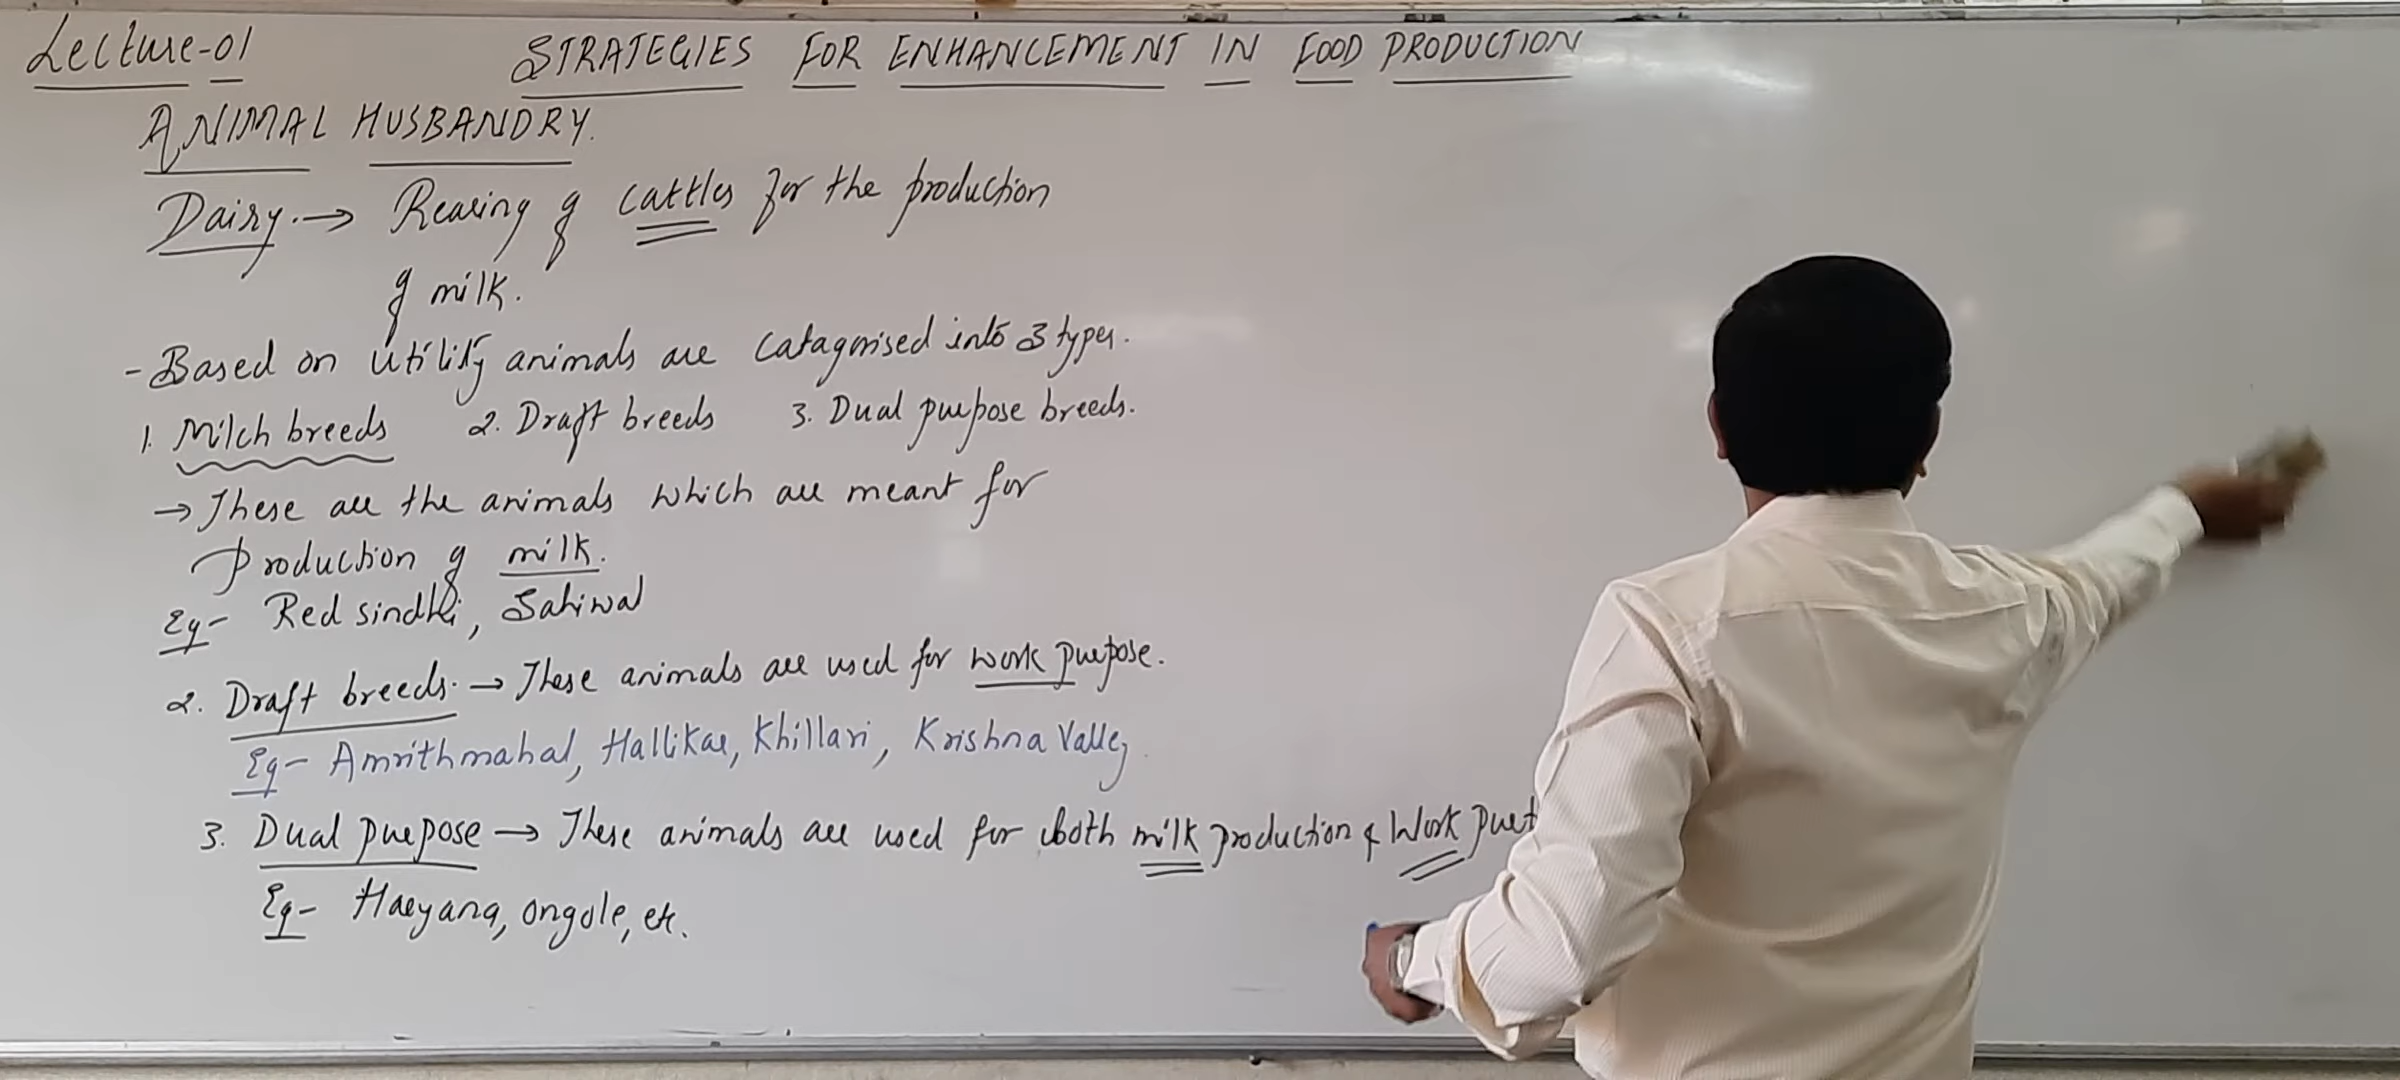 Lecture-01 STRATEGIES FOR ENHANCEMENT IN FOOD PRODUCTION
ANIMAL HUSBANDRY.
Dairy. → Rearing of cattles for the production
of milk.
- Based on utility animals are catagorised into 3 types.
1. Milch breeds 2. Draft breeds 3. Dual purpose breeds.
→ These are the animals which are meant for
production of milk.
Eg- Red sindhi, Sahiwal
2. Draft breeds. → These animals are used for work purpose.
Eg- Amrithmahal, Hallikar, Khillari, Krishna Valley
3. Dual purpose → These animals are used for both milk production & Work
Eg- Haryana, ongole, etc.